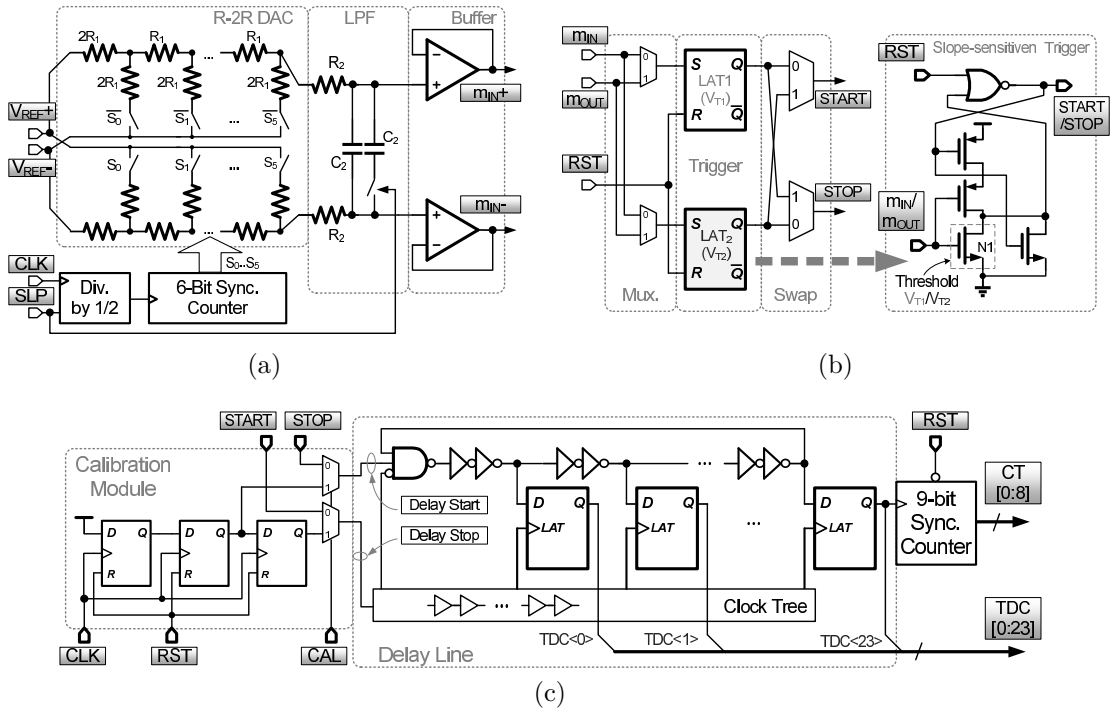 R-2R DAC
LPF
Buffer
2R1
R1
...
R1
2R1
2R1
2R1
R2
S0
S1
...
S5
VREF+
VREF-
S0
S1
...
S5
C2
C2
R2
...
mIN+
mIN-
CLK
SLP
Div.
by 1/2
6-Bit Sync.
Counter
S0..S5
(a)
mIN
mOUT
RST
0
1
0
1
S
Q
LAT1
(VT1)
R
Q
Trigger
S
Q
LAT2
(VT2)
R
Q
0
1
START
STOP
1
0
Mux.
Swap
Slope-sensitiven Trigger
RST
START
/STOP
mIN/
mOUT
N1
Threshold
VT1/VT2
(b)
START
STOP
RST
Calibration
Module
0
1
0
1
Delay Start
Delay Stop
D
Q
R
D
Q
R
D
Q
...
D
Q
LAT
D
Q
LAT
...
D
Q
LAT
9-bit
Sync.
Counter
CT
[0:8]
...
Clock Tree
TDC<0>
TDC<1>
TDC<23>
TDC
[0:23]
CLK
RST
CAL
Delay Line
(c)